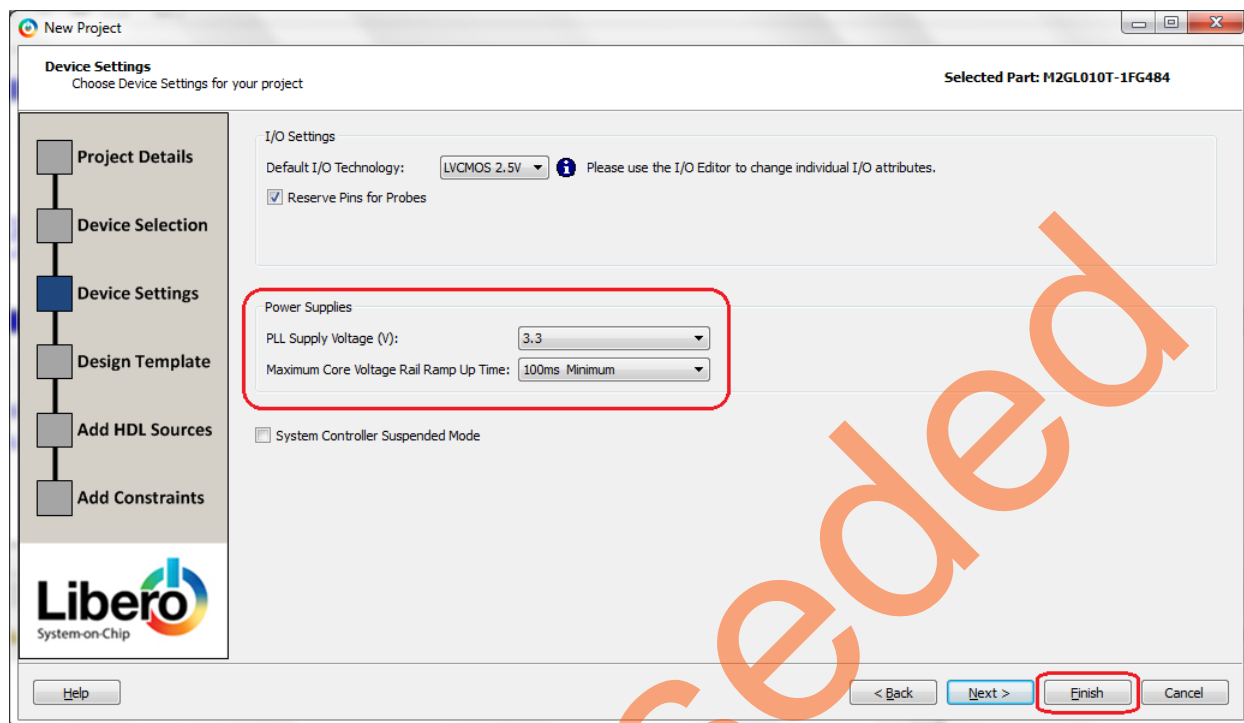 New Project
Device Settings
Choose Device Settings for your project
Selected Part: M2GL010T-1FG484
Project Details
Device Selection
Device Settings
Design Template
Add HDL Sources
Add Constraints
Libero
System-on-Chip
I/O Settings
Default I/O Technology: LVCMOS 2.5V i Please use the I/O Editor to change individual I/O attributes.
Reserve Pins for Probes
Power Supplies
PLL Supply Voltage (V): 3.3
Maximum Core Voltage Rail Ramp Up Time: 100ms Minimum
System Controller Suspended Mode
Help
< Back Next > Finish Cancel
seded